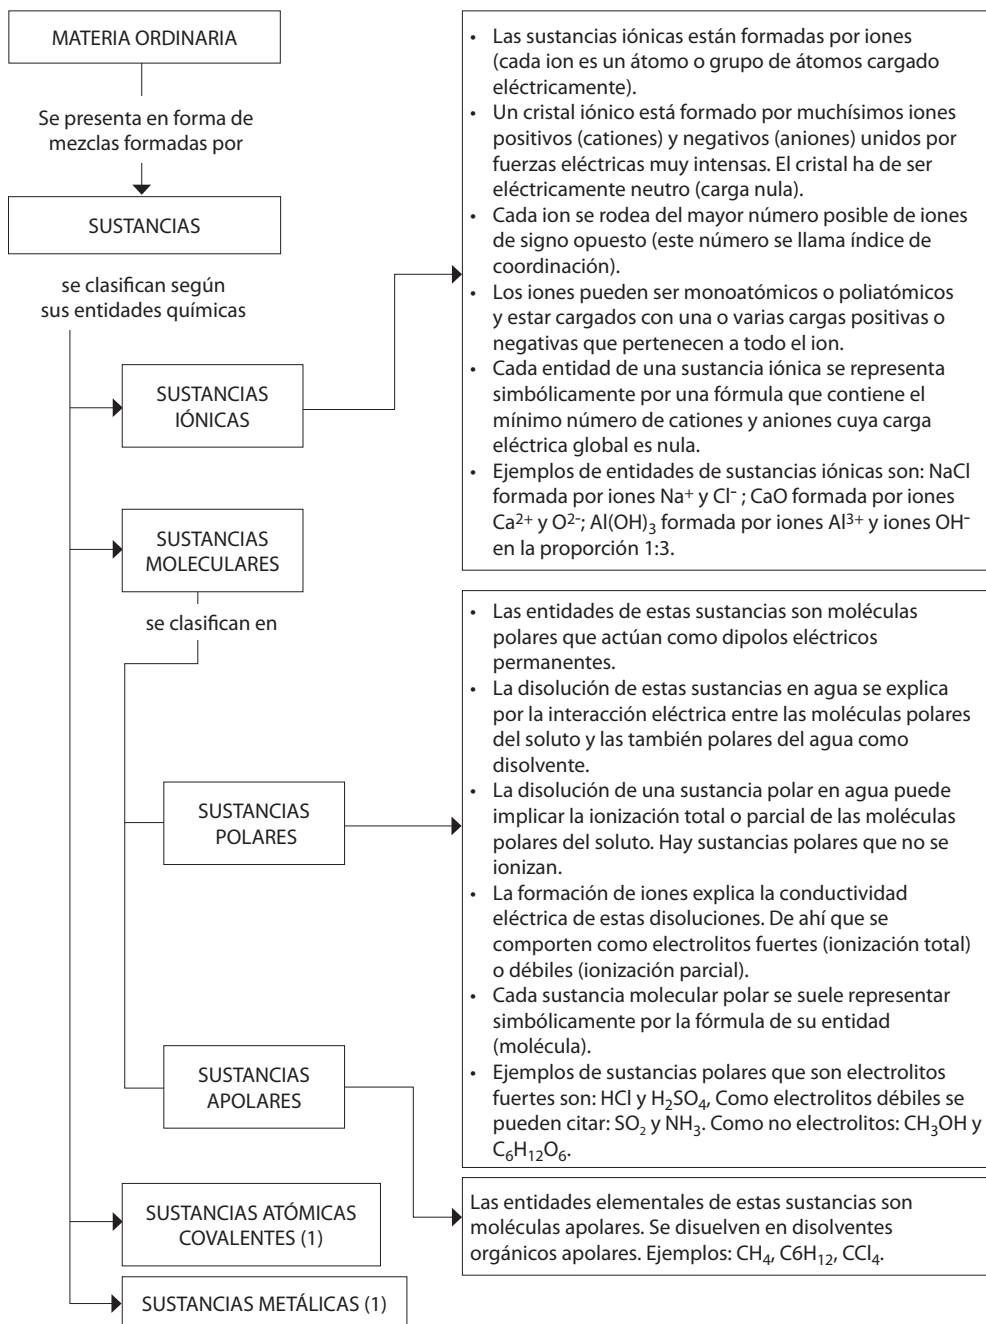 MATERIA ORDINARIA
Se presenta en forma de
mezclas formadas por
SUSTANCIAS
se clasifican según
sus entidades químicas
SUSTANCIAS
IÓNICAS
• Las sustancias iónicas están formadas por iones
(cada ion es un átomo o grupo de átomos cargado
eléctricamente).
• Un cristal iónico está formado por muchísimos iones
positivos (cationes) y negativos (aniones) unidos por
fuerzas eléctricas muy intensas. El cristal ha de ser
eléctricamente neutro (carga nula).
• Cada ion se rodea del mayor número posible de iones
de signo opuesto (este número se llama índice de
coordinación).
• Los iones pueden ser monoatómicos o poliatómicos
y estar cargados con una o varias cargas positivas o
negativas que pertenecen a todo el ion.
• Cada entidad de una sustancia iónica se representa
simbólicamente por una fórmula que contiene el
mínimo número de cationes y aniones cuya carga
eléctrica global es nula.
• Ejemplos de entidades de sustancias iónicas son: NaCl
formada por iones Na⁺ y Cl⁻ ; CaO formada por iones
Ca²⁺ y O²⁻; Al(OH)₃ formada por iones Al³⁺ y iones OH⁻
en la proporción 1:3.
SUSTANCIAS
MOLECULARES
se clasifican en
SUSTANCIAS
POLARES
• Las entidades de estas sustancias son moléculas
polares que actúan como dipolos eléctricos
permanentes.
• La disolución de estas sustancias en agua se explica
por la interacción eléctrica entre las moléculas polares
del soluto y las también polares del agua como
disolvente.
• La disolución de una sustancia polar en agua puede
implicar la ionización total o parcial de las moléculas
polares del soluto. Hay sustancias polares que no se
ionizan.
• La formación de iones explica la conductividad
eléctrica de estas disoluciones. De ahí que se
comporten como electrolitos fuertes (ionización total)
o débiles (ionización parcial).
• Cada sustancia molecular polar se suele representar
simbólicamente por la fórmula de su entidad
(molécula).
• Ejemplos de sustancias polares que son electrolitos
fuertes son: HCl y H₂SO₄, Como electrolitos débiles se
pueden citar: SO₂ y NH₃. Como no electrolitos: CH₃OH y
C₆H₁₂O₆.
SUSTANCIAS
APOLARES
Las entidades elementales de estas sustancias son
moléculas apolares. Se disuelven en disolventes
orgánicos apolares. Ejemplos: CH₄, C6H₁₂, CCl₄.
SUSTANCIAS ATÓMICAS
COVALENTES (1)
SUSTANCIAS METÁLICAS (1)